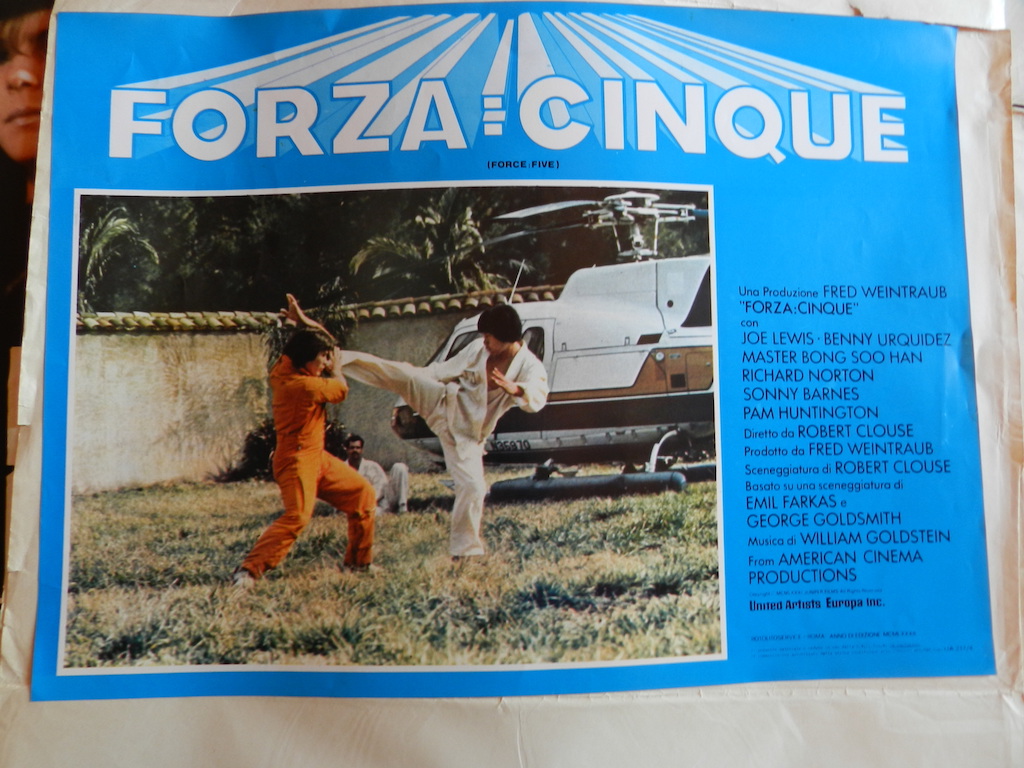 FORZA:CINQUE
(FORCE:FIVE)
Una Produzione FRED WEINTRAUB
"FORZA:CINQUE"
con
JOE LEWIS · BENNY URQUIDEZ
MASTER BONG SOO HAN
RICHARD NORTON
SONNY BARNES
PAM HUNTINGTON
Diretto da ROBERT CLOUSE
Prodotto da FRED WEINTRAUB
Sceneggiatura di ROBERT CLOUSE
Basato su una sceneggiatura di
EMIL FARKAS e
GEORGE GOLDSMITH
Musica di WILLIAM GOLDSTEIN
From AMERICAN CINEMA
PRODUCTIONS
United Artists Europa inc.
ANNO DI EDIZIONE